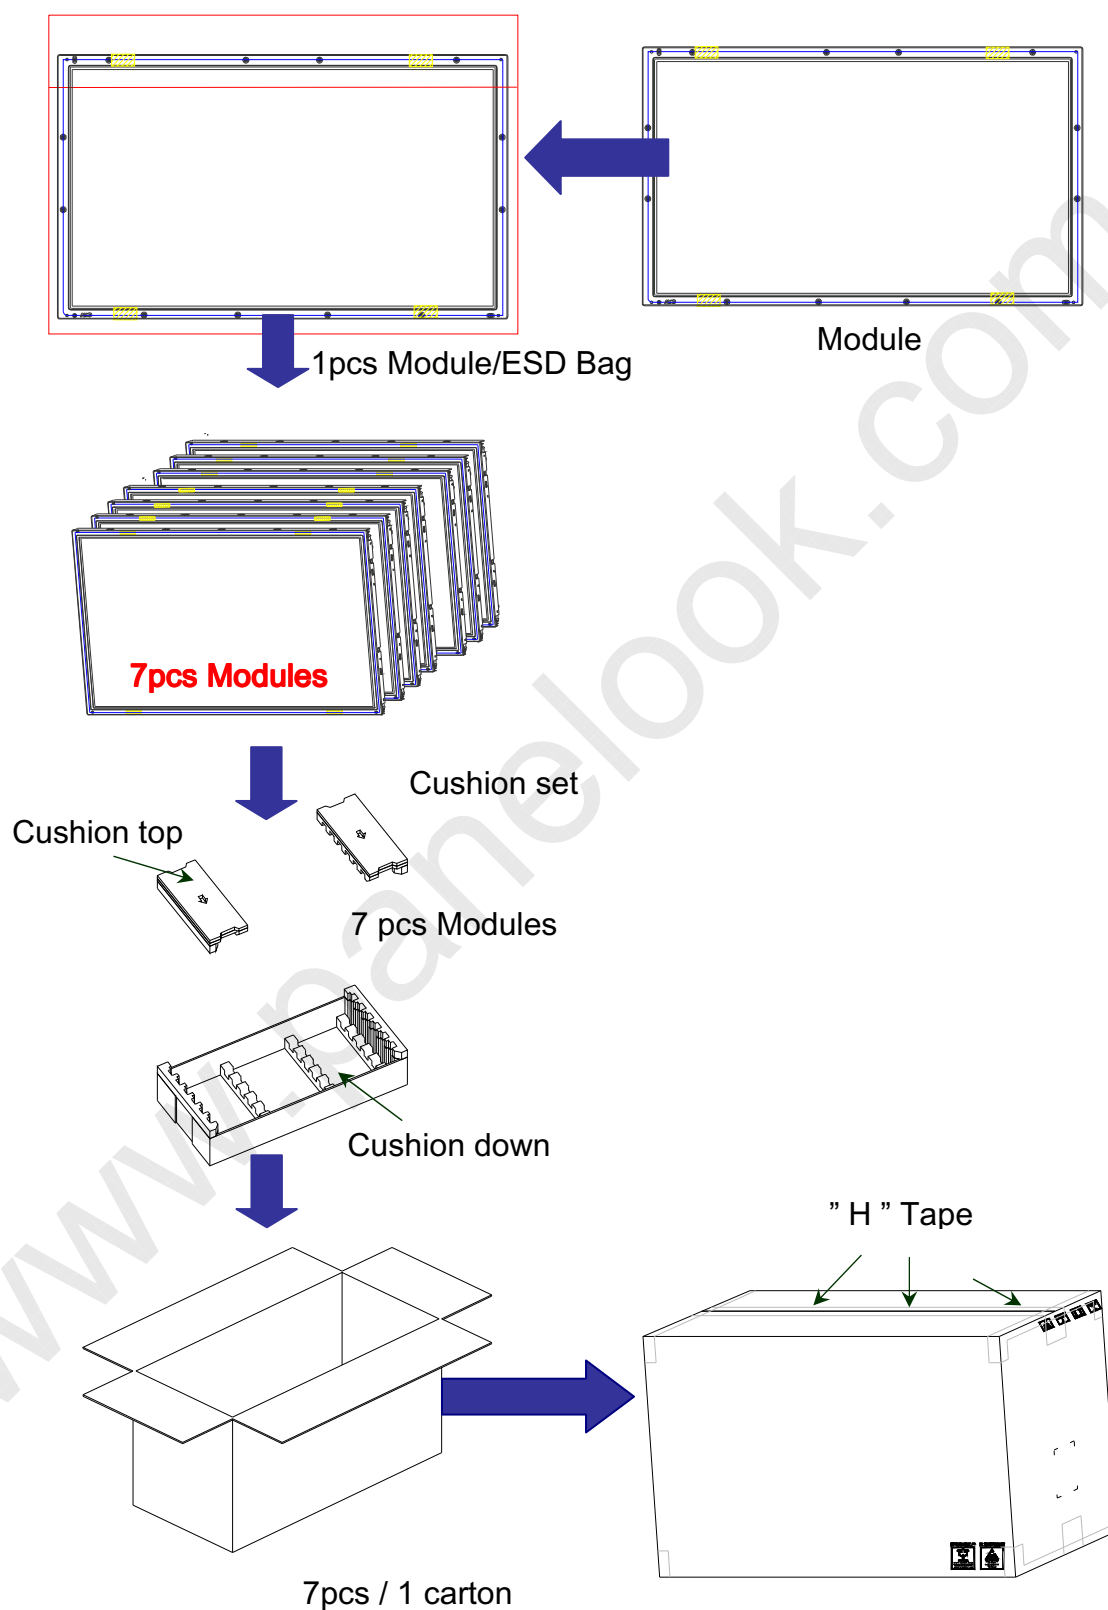 Module
1pcs Module/ESD Bag
7pcs Modules
Cushion set
Cushion top
7 pcs Modules
Cushion down
” H ” Tape
7pcs / 1 carton
www.panelook.com